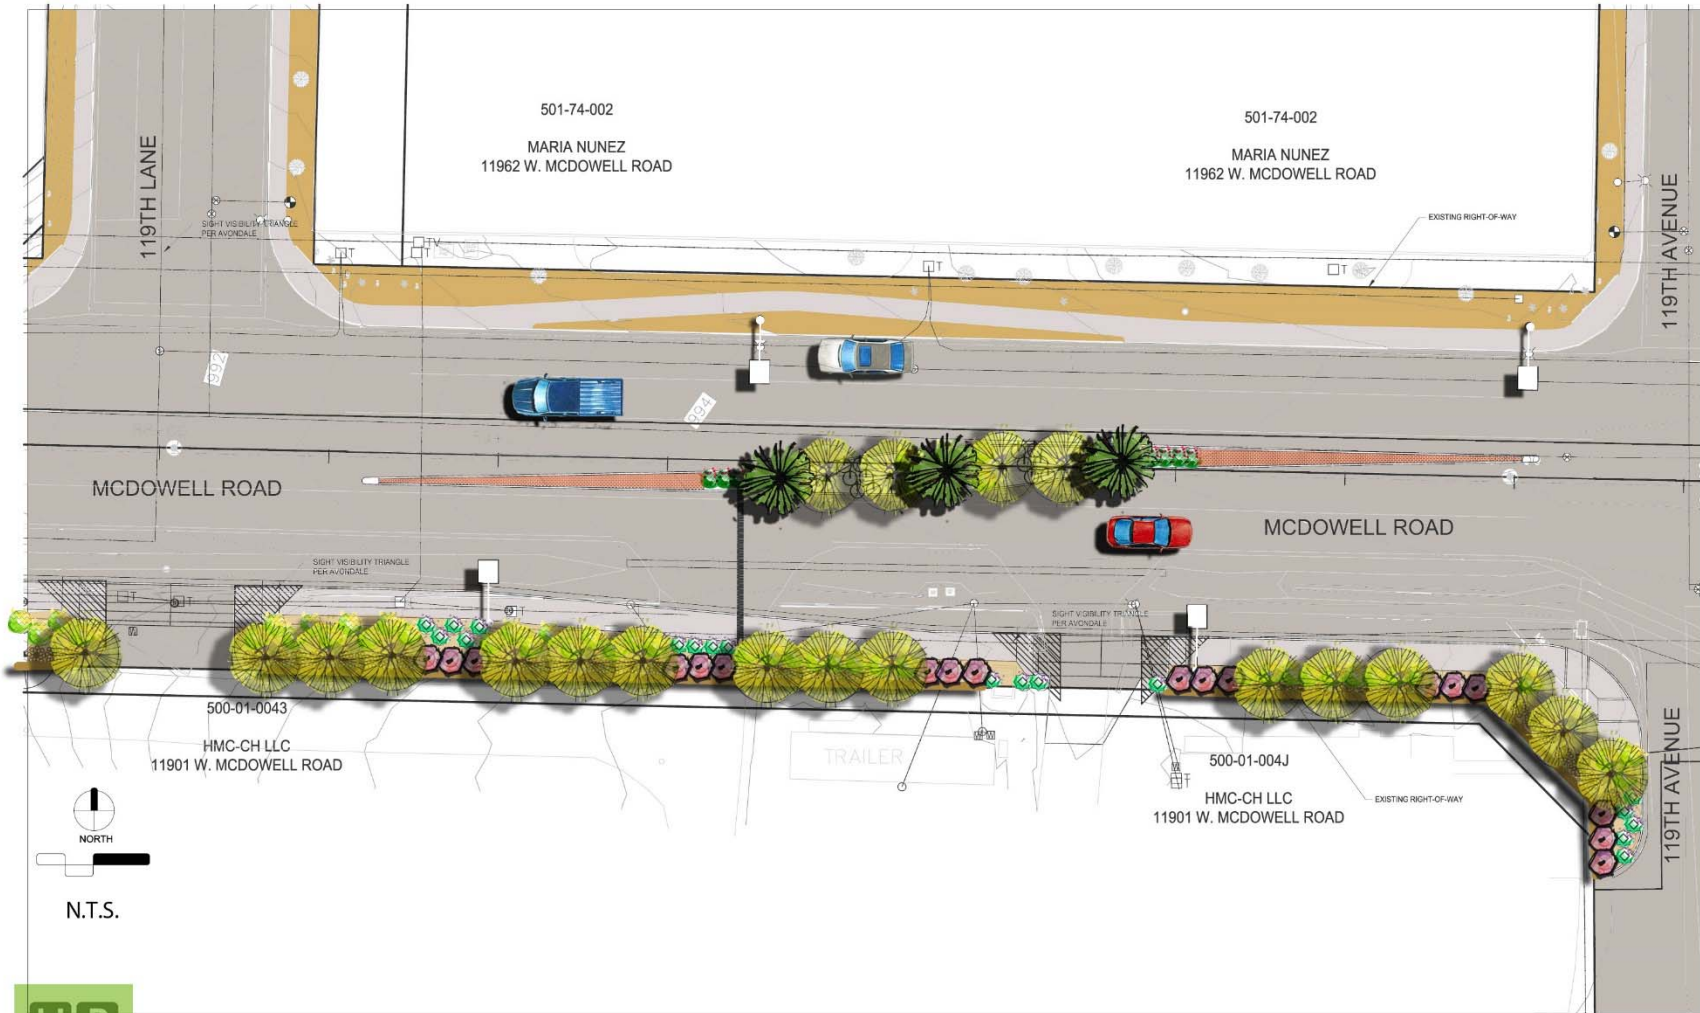 501-74-002
MARIA NUNEZ
11962 W. MCDOWELL ROAD
501-74-002
MARIA NUNEZ
11962 W. MCDOWELL ROAD
119TH LANE
SIGHT VISIBILITY TRIANGLE
PER AVONDALE
EXISTING RIGHT-OF-WAY
119TH AVENUE
TV
T
T
T
T
992
994
MCDOWELL ROAD
MCDOWELL ROAD
SIGHT VISIBILITY TRIANGLE
PER AVONDALE
T
T
T
SIGHT VISIBILITY TRIANGLE
PER AVONDALE
500-01-0043
HMC-CH LLC
11901 W. MCDOWELL ROAD
TRAILER
500-01-004J
HMC-CH LLC
11901 W. MCDOWELL ROAD
T
EXISTING RIGHT-OF-WAY
119TH AVENUE
NORTH
N.T.S.